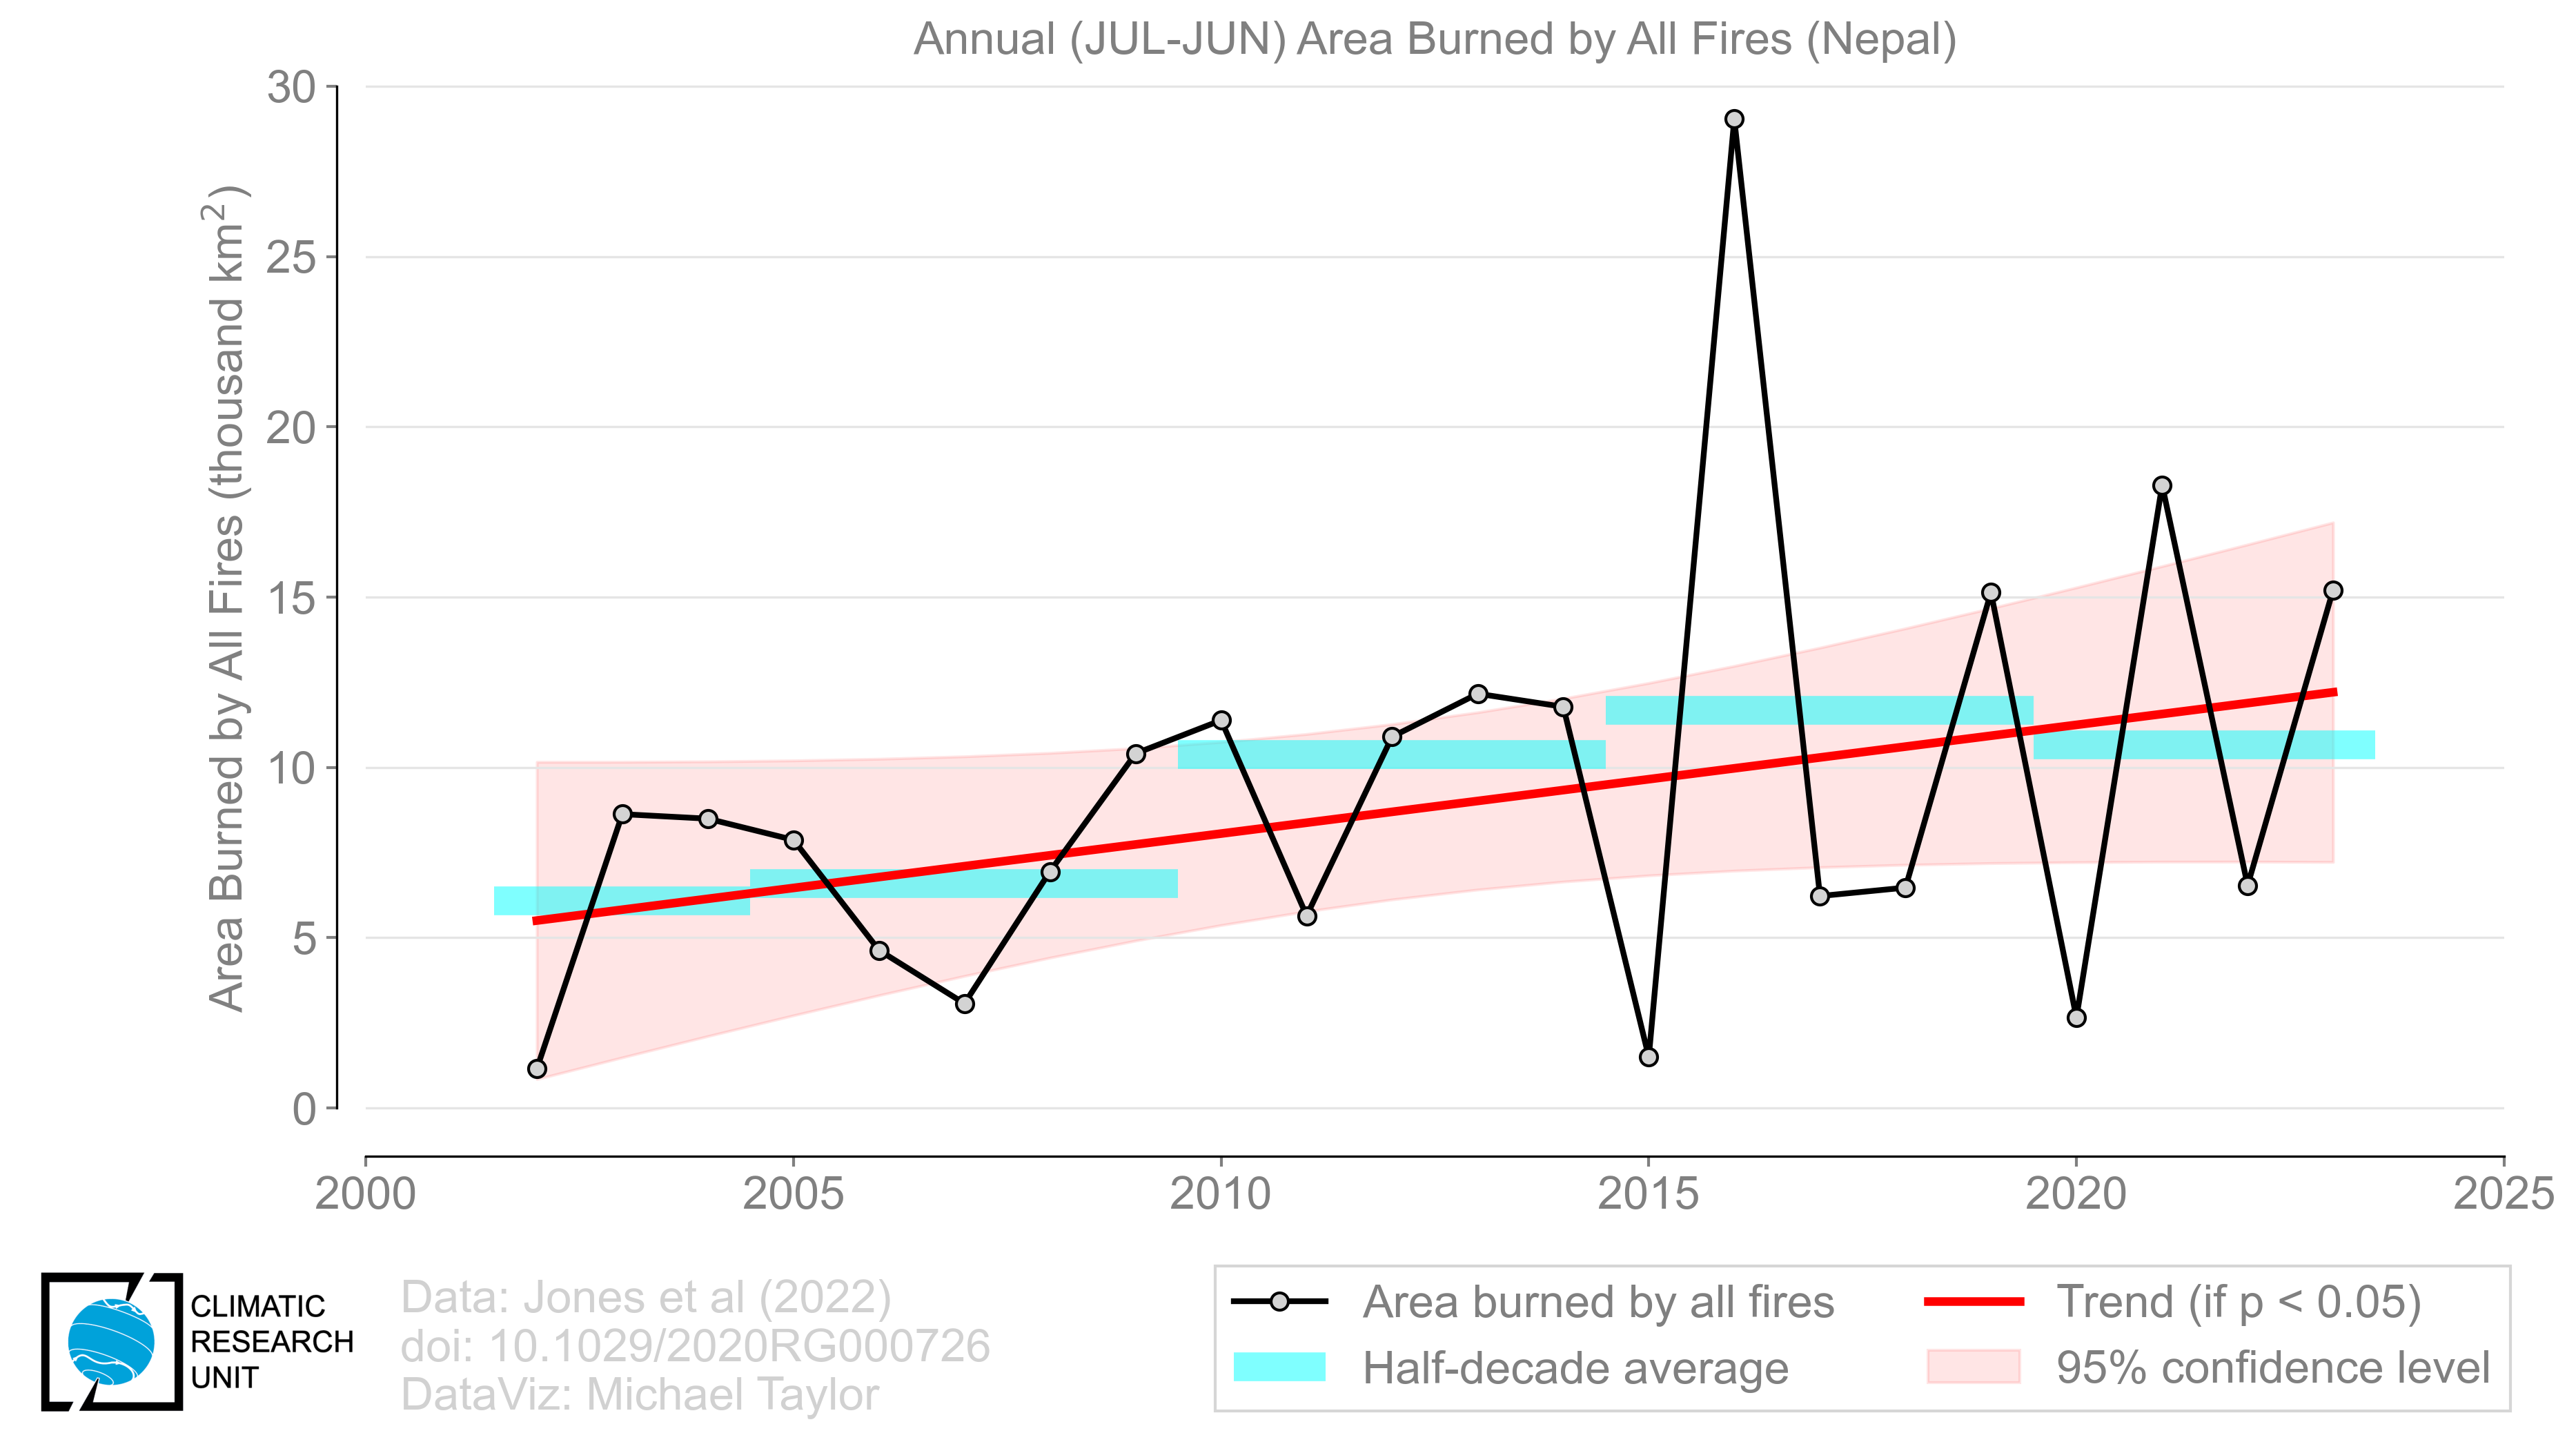 Annual (JUL-JUN) Area Burned by All Fires (Nepal)
Area Burned by All Fires (thousand km²)
30
25
20
15
10
5
0
2000 2005 2010 2015 2020 2025
CLIMATIC
RESEARCH
UNIT
Data: Jones et al (2022)
doi: 10.1029/2020RG000726
DataViz: Michael Taylor
Area burned by all fires
Half-decade average
Trend (if p < 0.05)
95% confidence level